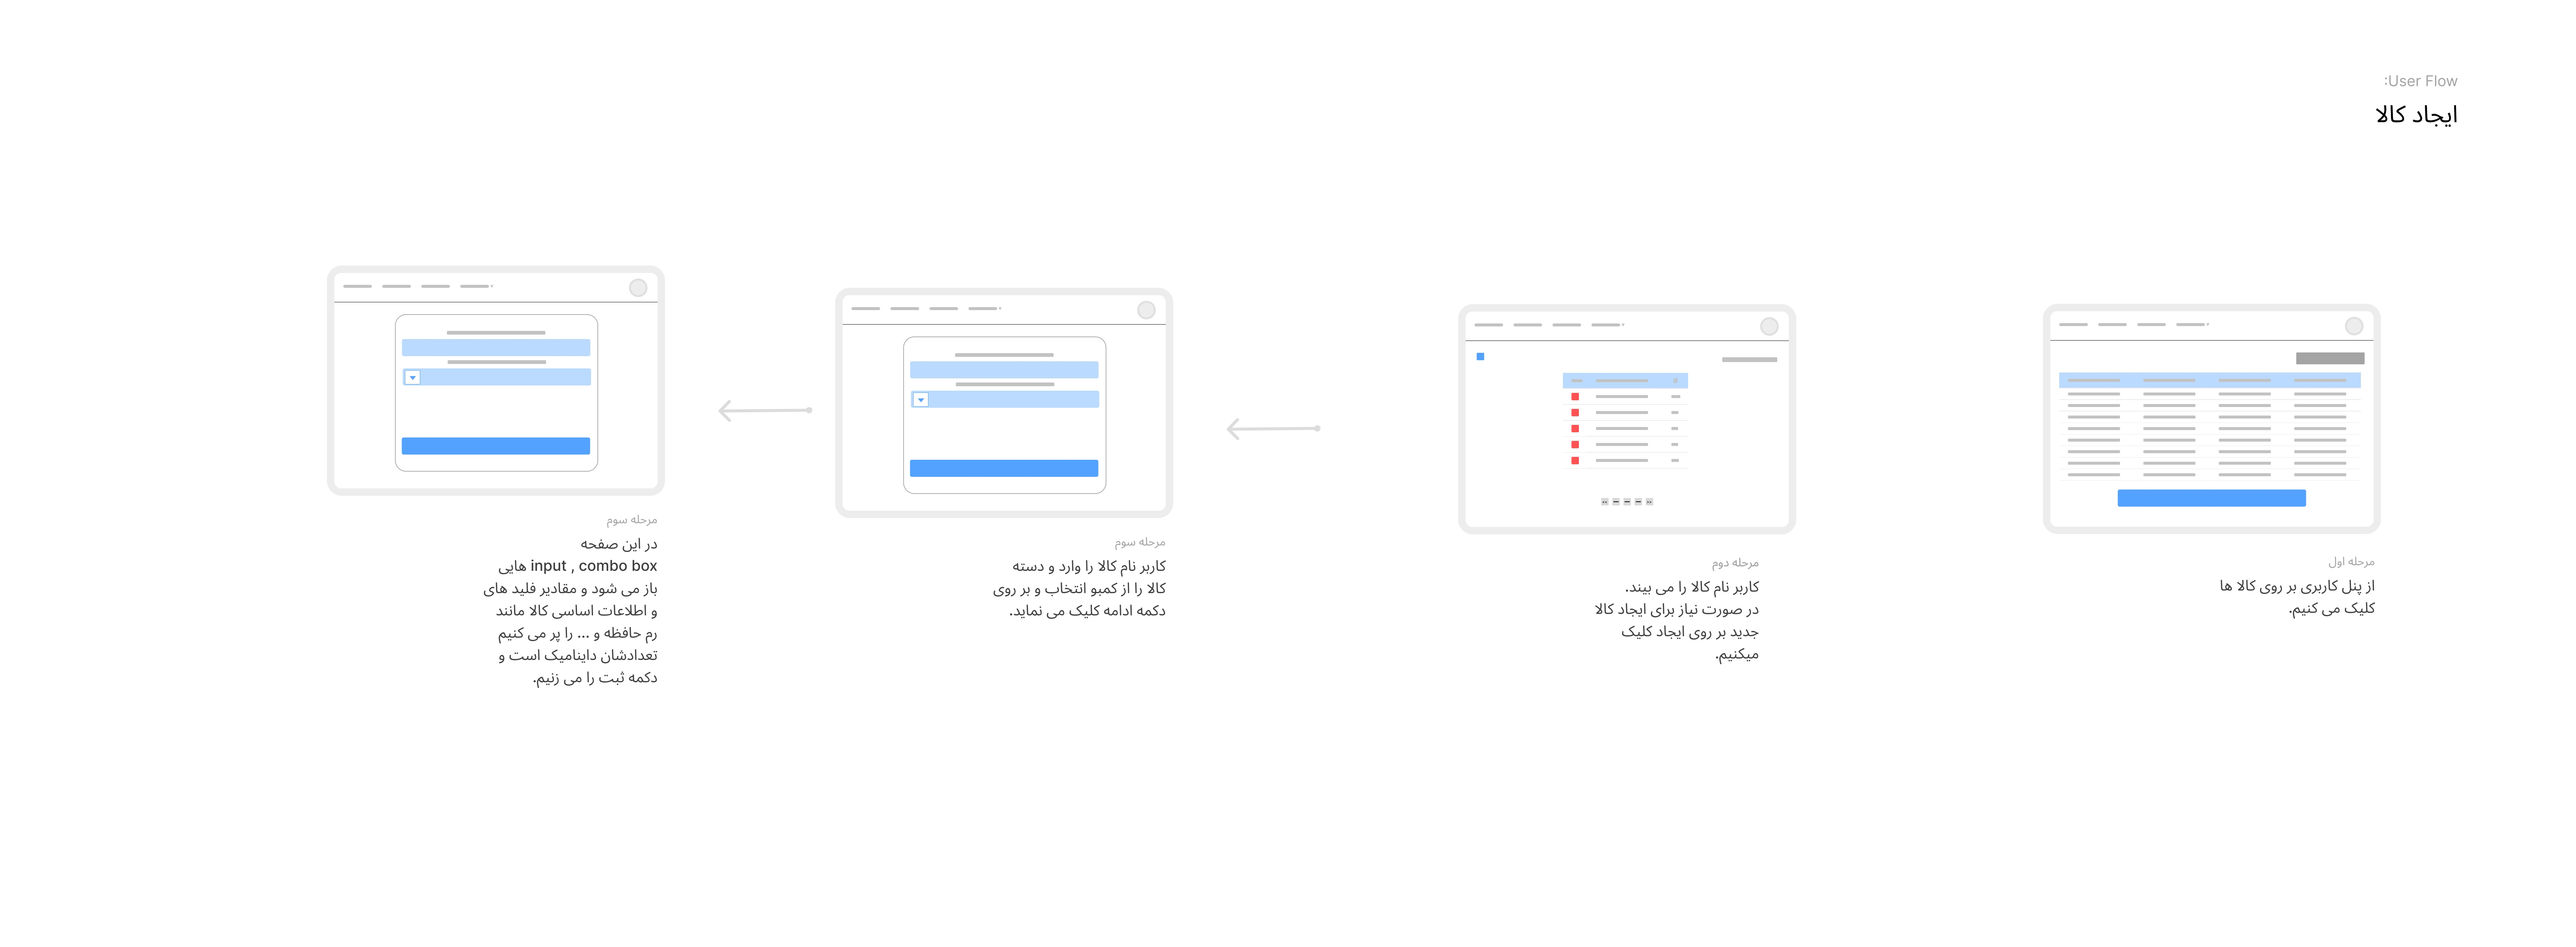 User Flow:
ایجاد کالا
مرحله اول
از پنل کاربری بر روی کالا ها
کلیک می کنیم.
مرحله دوم
کاربر نام کالا را می بیند.
در صورت نیاز برای ایجاد کالا
جدید بر روی ایجاد کلیک
میکنیم.
مرحله سوم
کاربر نام کالا را وارد و دسته
کالا را از کمبو انتخاب و بر روی
دکمه ادامه کلیک می نماید.
مرحله سوم
در این صفحه
input , combo box هایی
باز می شود و مقادیر فلید های
و اطلاعات اساسی کالا مانند
رم حافظه و ... را پر می کنیم
تعدادشان داینامیک است و
دکمه ثبت را می زنیم.